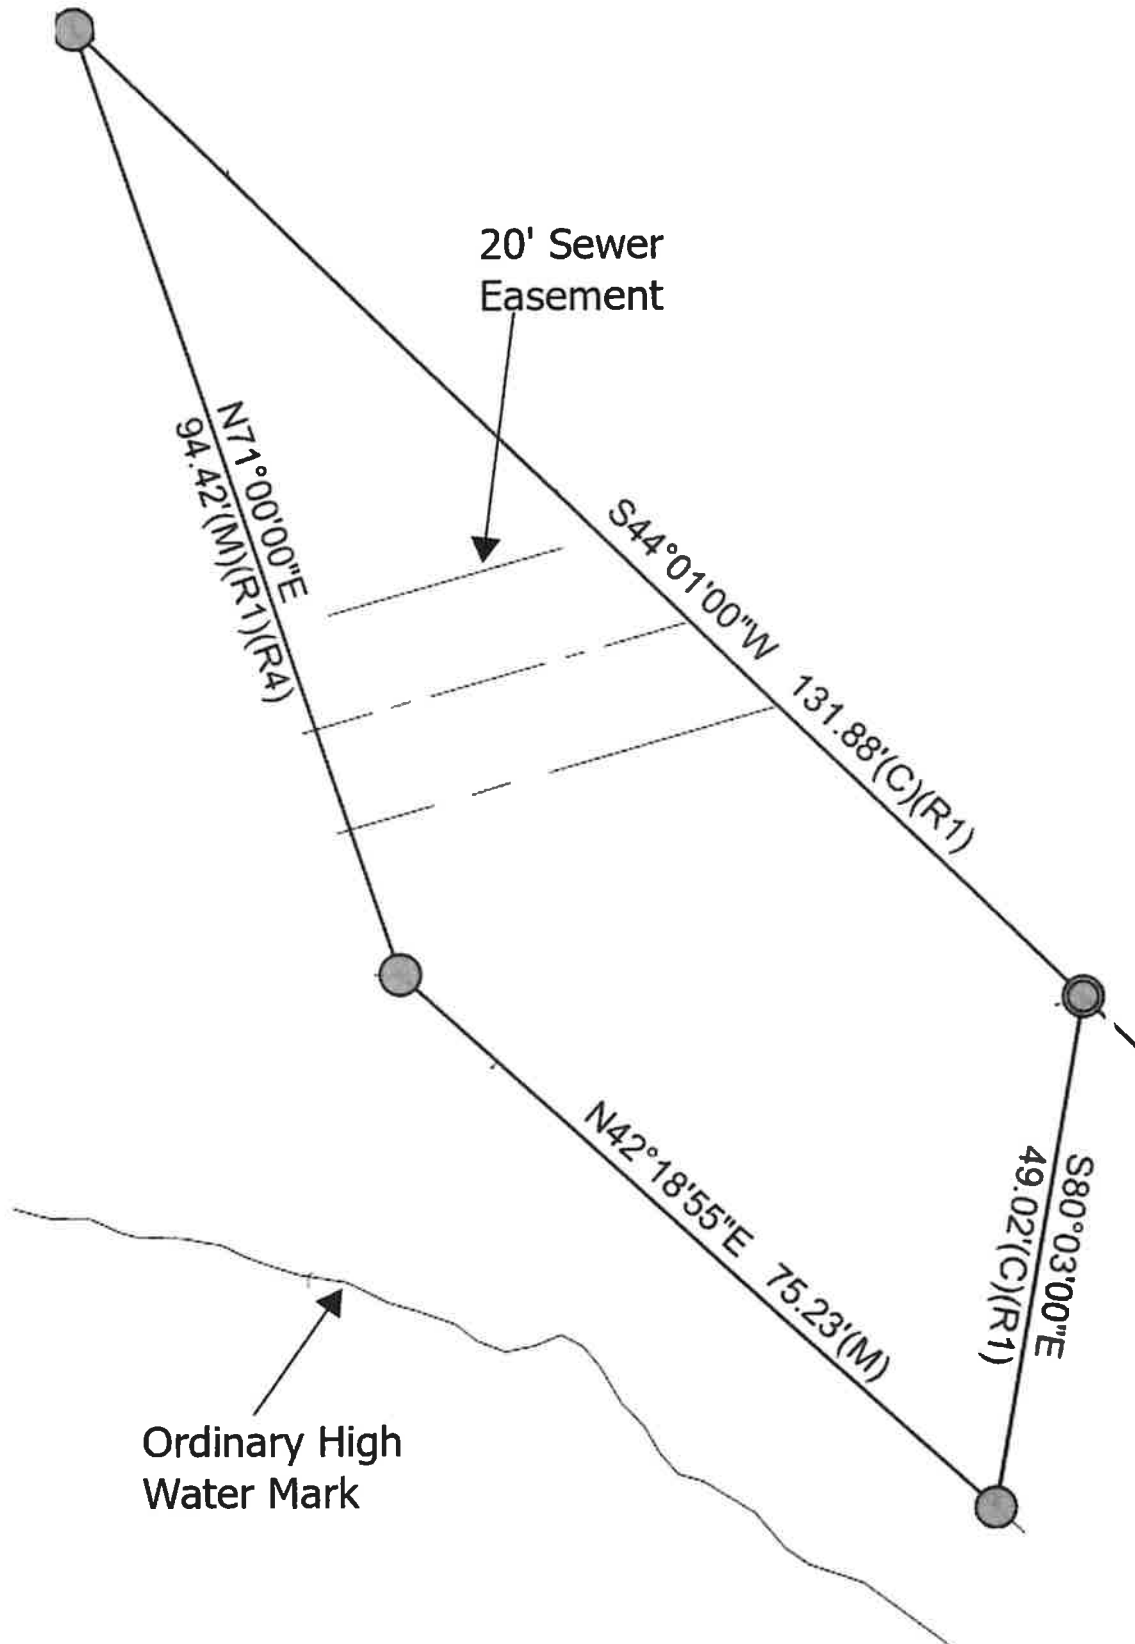 20' Sewer
Easement
N71°00'00"E
94.42'(M)(R1)(R4)
S44°01'00"W 131.88'(C)(R1)
N42°18'55"E 75.23'(M)
S80°03'00"E
49.02'(C)(R1)
Ordinary High
Water Mark